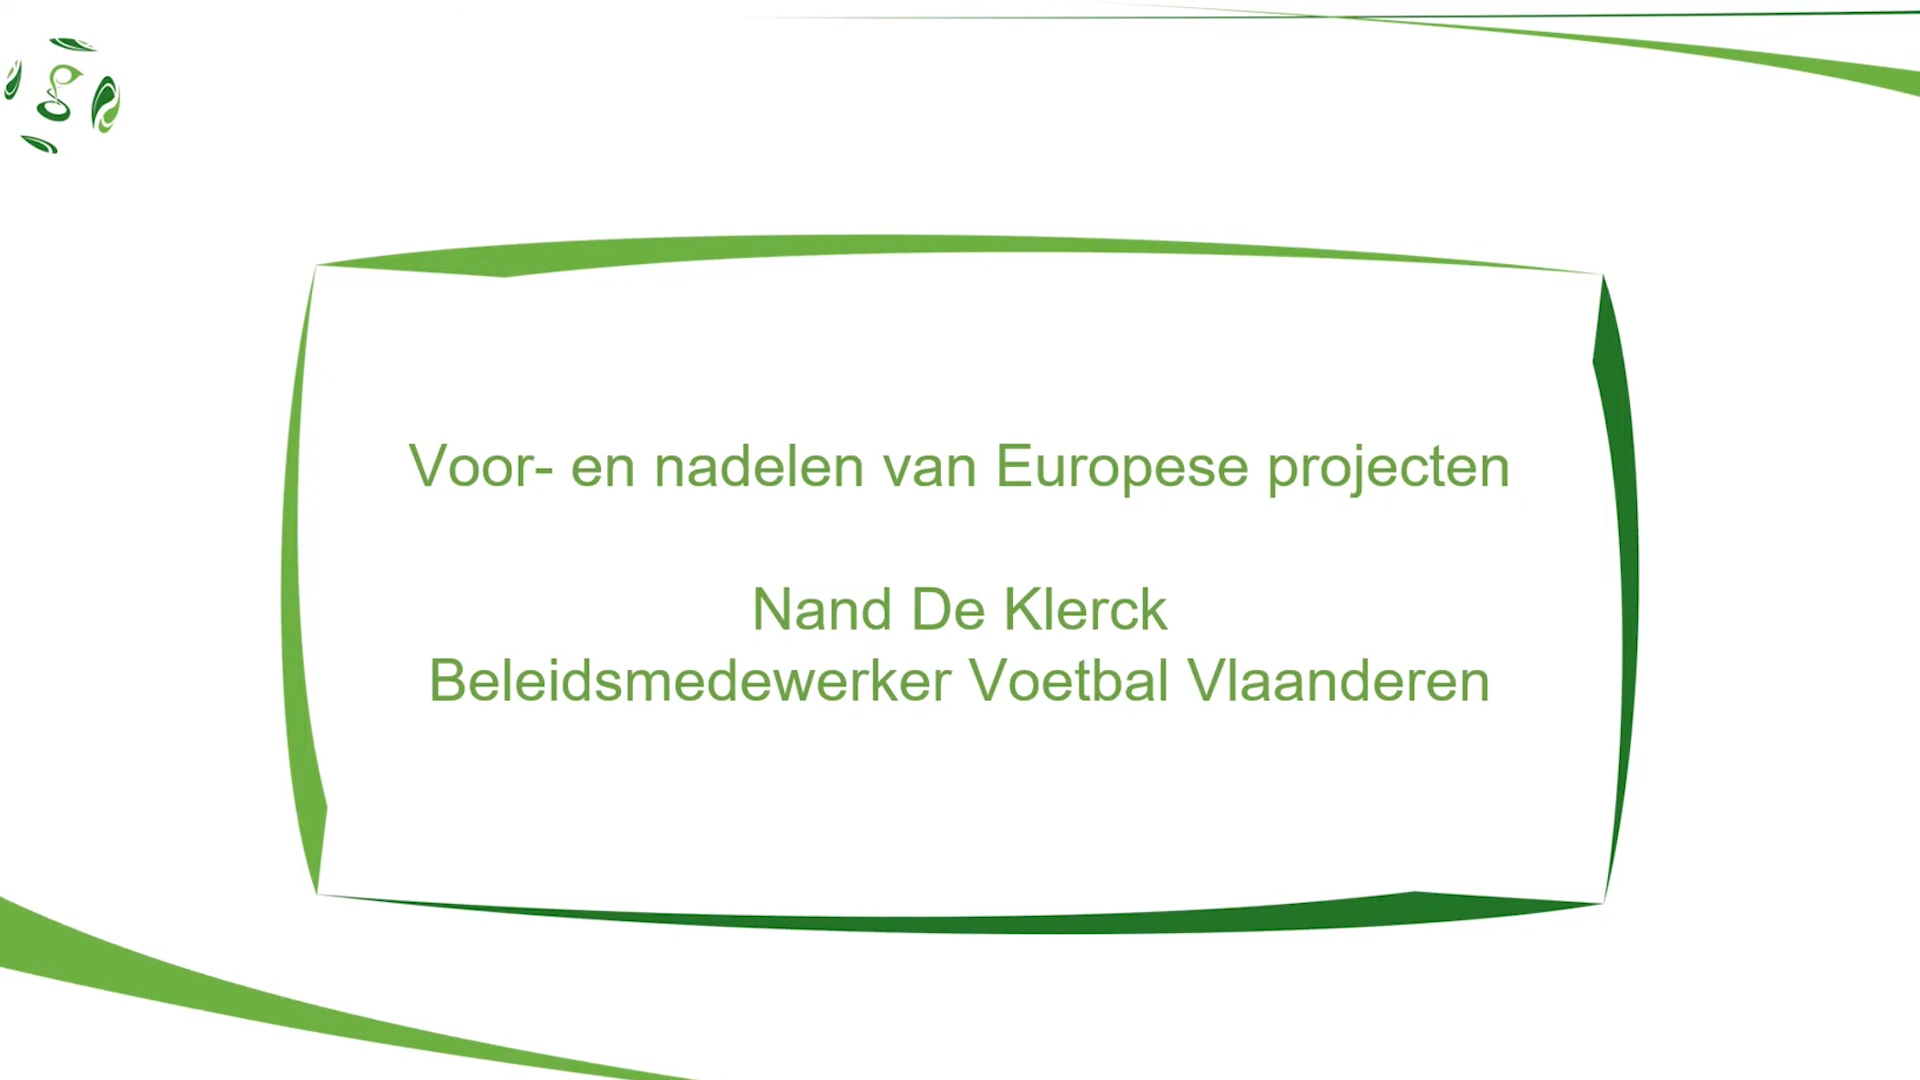 Voor- en nadelen van Europese projecten
Nand De Klerck
Beleidsmedewerker Voetbal Vlaanderen